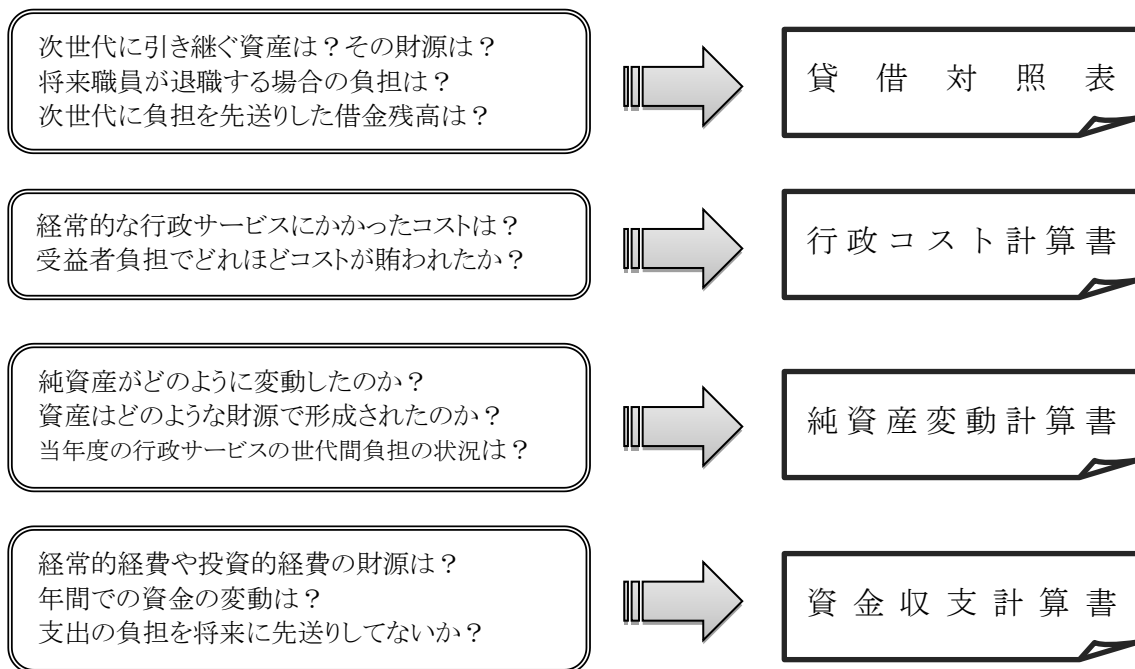 次世代に引き継ぐ資産は？その財源は？
将来職員が退職する場合の負担は？
次世代に負担を先送りした借金残高は？
貸借対照表
経常的な行政サービスにかかったコストは？
受益者負担でどれほどコストが賄われたか？
行政コスト計算書
純資産がどのように変動したのか？
資産はどのような財源で形成されたのか？
当年度の行政サービスの世代間負担の状況は？
純資産変動計算書
経常的経費や投資的経費の財源は？
年間での資金の変動は？
支出の負担を将来に先送りしてないか？
資金収支計算書